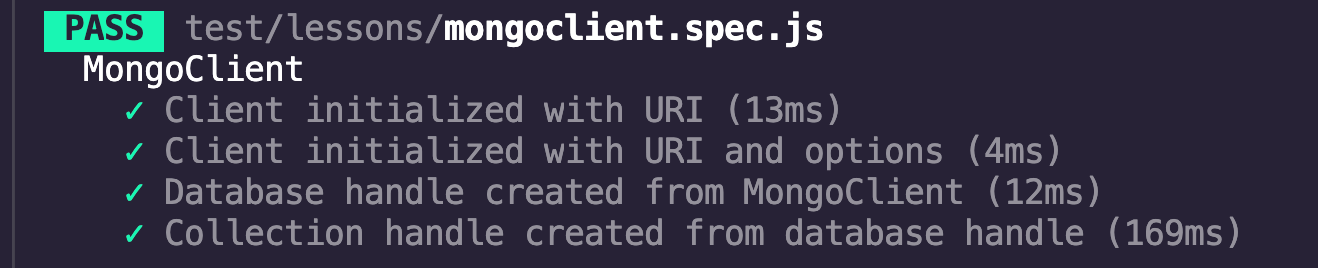 PASS test/lessons/mongoclient.spec.js
MongoClient
✓ Client initialized with URI (13ms)
✓ Client initialized with URI and options (4ms)
✓ Database handle created from MongoClient (12ms)
✓ Collection handle created from database handle (169ms)